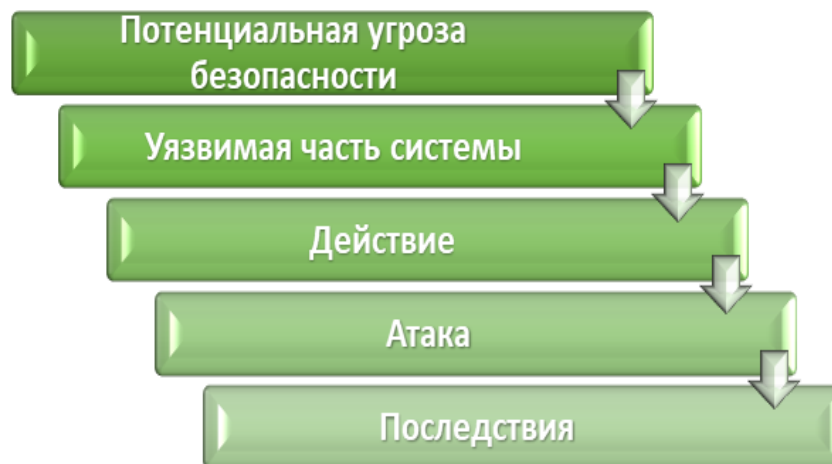 Потенциальная угроза
безопасности
Уязвимая часть системы
Действие
Атака
Последствия